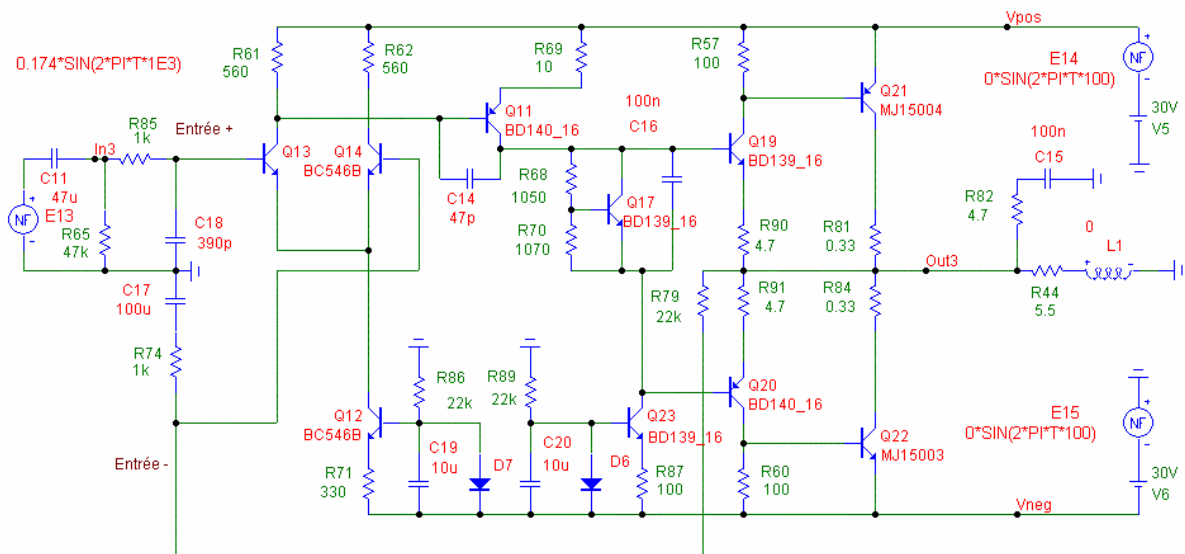 Vpos
R61
560
R62
560
R69
10
R57
100
E14
0*SIN(2*PI*T*100)
NF
30V
V5
0.174*SIN(2*PI*T*1E3)
Q11
BD140_16
100n
C16
Q21
MJ15004
R85
1k
Entrée +
In3
Q13
Q14
BC546B
Q19
BD139_16
100n
C15
C11
47u
NF
E13
R65
47k
C18
390p
C14
47p
R68
1050
Q17
BD139_16
R70
1070
R90
4.7
R81
0.33
R82
4.7
0
L1
Out3
C17
100u
R79
22k
R91
4.7
R84
0.33
R44
5.5
R74
1k
R86
22k
R89
22k
Q12
BC546B
Q23
BD139_16
Q20
BD140_16
E15
0*SIN(2*PI*T*100)
NF
Entrée -
C19
10u
D7
C20
10u
D6
Q22
MJ15003
R71
330
R87
100
R60
100
30V
V6
Vneg